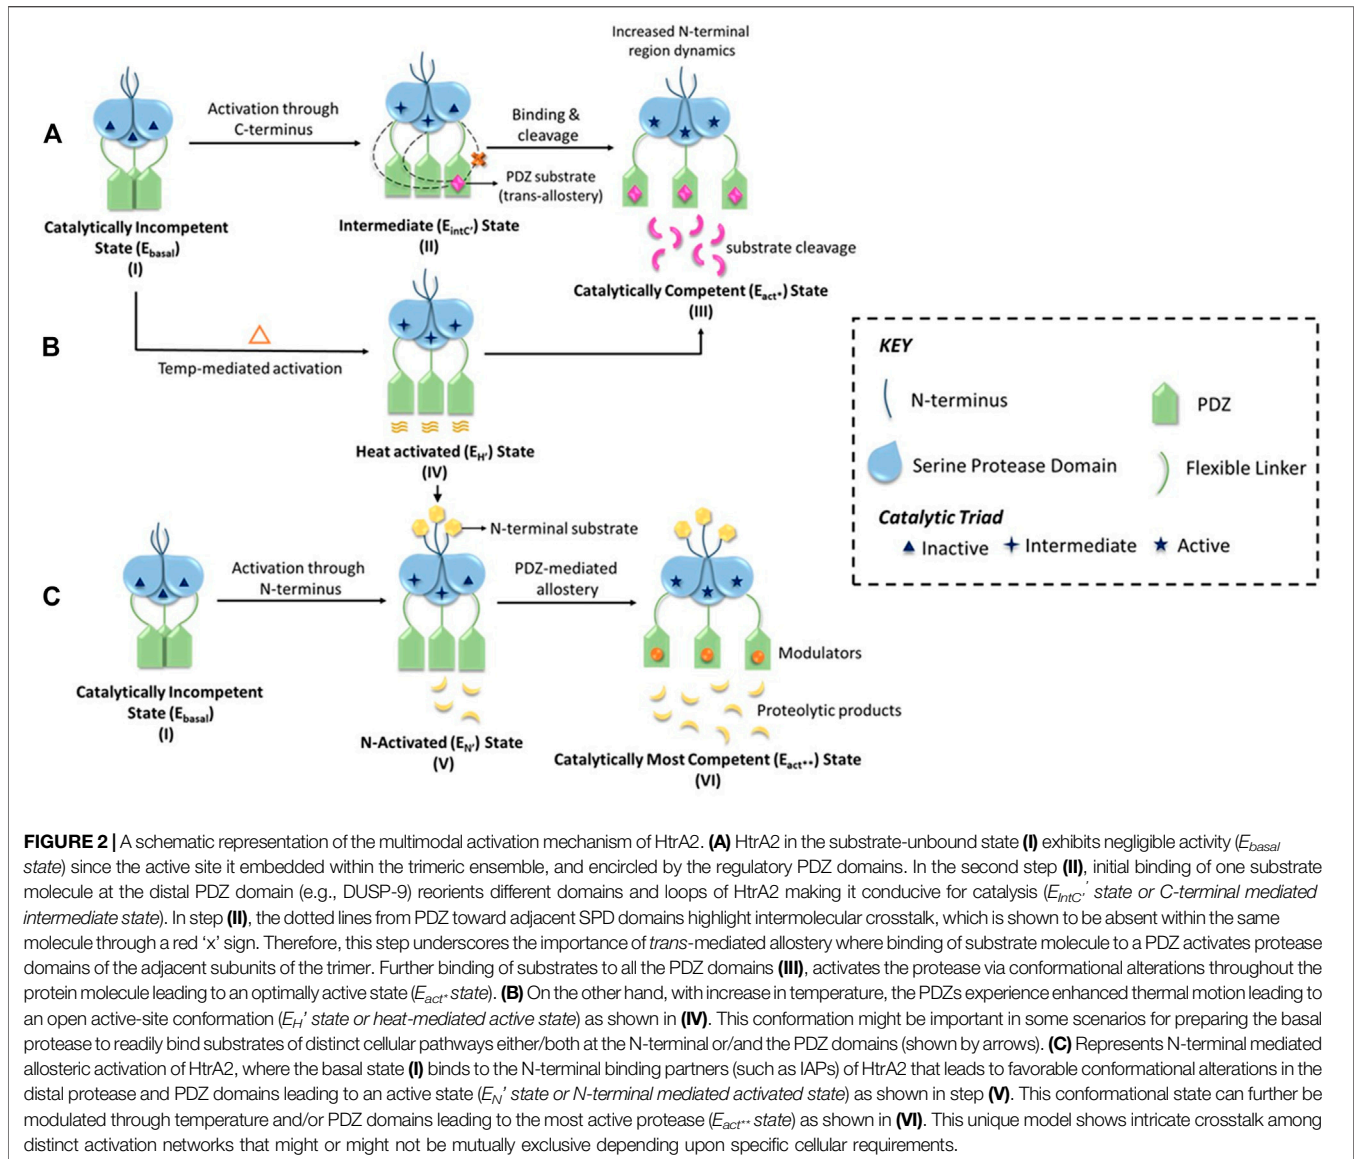 Increased N-terminal
region dynamics
A
Activation through
C-terminus
Binding &
cleavage
PDZ substrate
(trans-allostery)
Catalytically Incompetent
State (Ebasal)
(I)
Intermediate (EintC') State
(II)
substrate cleavage
Catalytically Competent (Eact*) State
(III)
B
Temp-mediated activation
Heat activated (EH') State
(IV)
KEY
N-terminus
PDZ
Serine Protease Domain
Flexible Linker
Catalytic Triad
Inactive
Intermediate
Active
N-terminal substrate
C
Activation through
N-terminus
PDZ-mediated
allostery
Modulators
Catalytically Incompetent
State (Ebasal)
(I)
Proteolytic products
N-Activated (EN') State
(V)
Catalytically Most Competent (Eact**) State
(VI)
FIGURE 2 | A schematic representation of the multimodal activation mechanism of HtrA2. (A) HtrA2 in the substrate-unbound state (I) exhibits negligible activity (Ebasal
state) since the active site it embedded within the trimeric ensemble, and encircled by the regulatory PDZ domains. In the second step (II), initial binding of one substrate
molecule at the distal PDZ domain (e.g., DUSP-9) reorients different domains and loops of HtrA2 making it conducive for catalysis (EIntC'' state or C-terminal mediated
intermediate state). In step (II), the dotted lines from PDZ toward adjacent SPD domains highlight intermolecular crosstalk, which is shown to be absent within the same
molecule through a red 'x' sign. Therefore, this step underscores the importance of trans-mediated allostery where binding of substrate molecule to a PDZ activates protease
domains of the adjacent subunits of the trimer. Further binding of substrates to all the PDZ domains (III), activates the protease via conformational alterations throughout the
protein molecule leading to an optimally active state (Eact* state). (B) On the other hand, with increase in temperature, the PDZs experience enhanced thermal motion leading to
an open active-site conformation (EH' state or heat-mediated active state) as shown in (IV). This conformation might be important in some scenarios for preparing the basal
protease to readily bind substrates of distinct cellular pathways either/both at the N-terminal or/and the PDZ domains (shown by arrows). (C) Represents N-terminal mediated
allosteric activation of HtrA2, where the basal state (I) binds to the N-terminal binding partners (such as IAPs) of HtrA2 that leads to favorable conformational alterations in the
distal protease and PDZ domains leading to an active state (EN' state or N-terminal mediated activated state) as shown in step (V). This conformational state can further be
modulated through temperature and/or PDZ domains leading to the most active protease (Eact** state) as shown in (VI). This unique model shows intricate crosstalk among
distinct activation networks that might or might not be mutually exclusive depending upon specific cellular requirements.